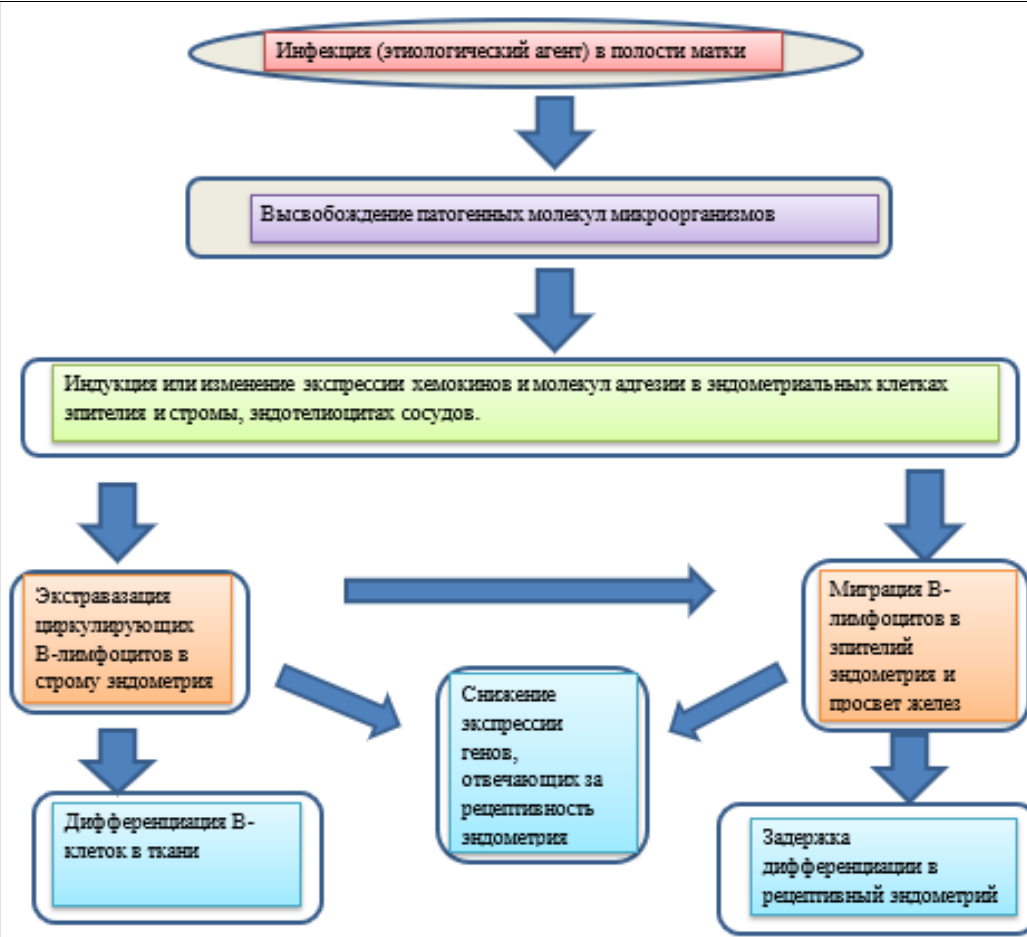 Инфекция (этиологический агент) в полости матки
Высвобождение патогенных молекул микроорганизмов
Индукция или изменение экспрессии хемокинов и молекул адгезии в эндометриальных клетках
эпителия и стромы, эндотелиоцитах сосудов.
Экстравазация
циркулирующих
В-лимфоцитов в
строму эндометрия
Миграция В-
лимфоцитов в
эпителий
эндометрия и
просвет желез
Снижение
экспрессии
генов,
отвечающих за
рецептивность
эндометрия
Дифференциация В-
клеток в ткани
Задержка
дифференциации в
рецептивный эндометрий